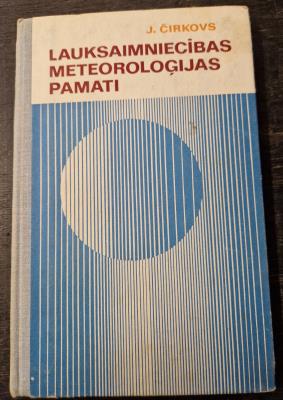 J. ČIRKOVS
LAUKSAIMNIECĪBAS
METEOROLOĢIJAS
PAMATI